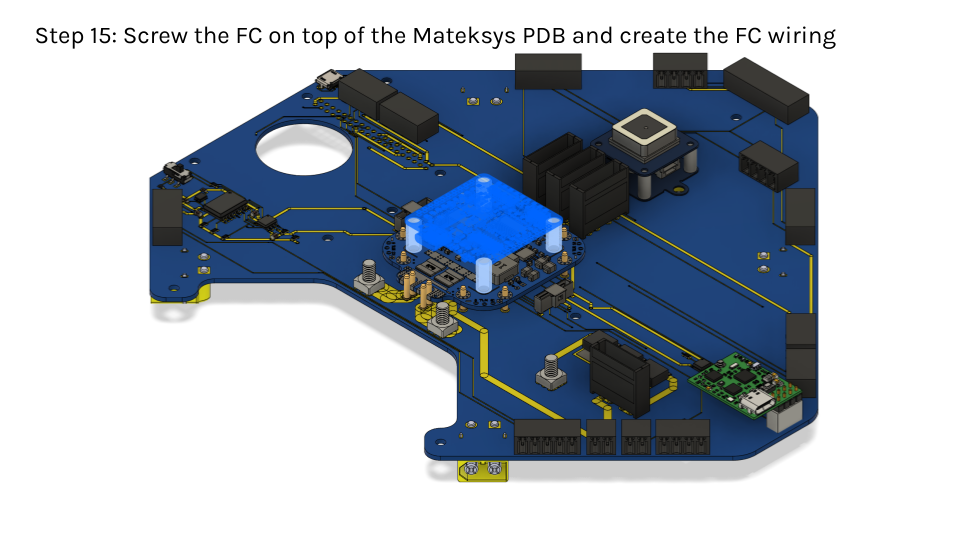 Step 15: Screw the FC on top of the Mateksys PDB and create the FC wiring